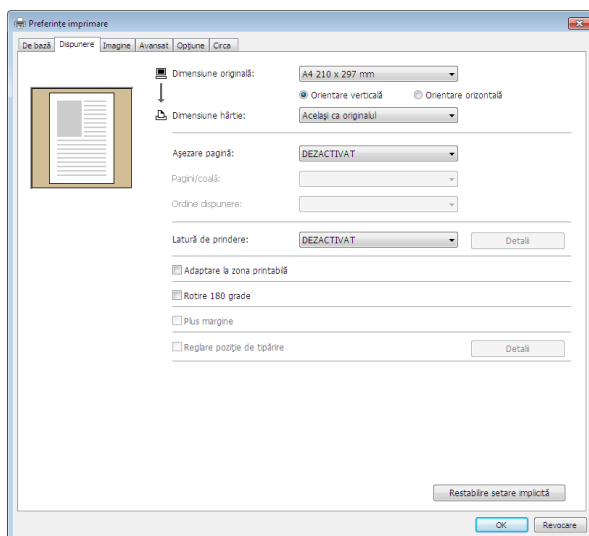 Preferințe imprimare
De bază Dispunere Imagine Avansat Opțiune Circa
Dimensiune originală: A4 210 x 297 mm
Orientare verticală Orientare orizontală
Dimensiune hârtie: Același ca originalul
Așezare pagină: DEZACTIVAT
Pagini/coală:
Ordine dispunere:
Latură de prindere: DEZACTIVAT Detalii
Adaptare la zona printabilă
Rotire 180 grade
Plus margine
Reglare poziție de tipărire Detalii
Restabilire setare implicită
OK Revocare